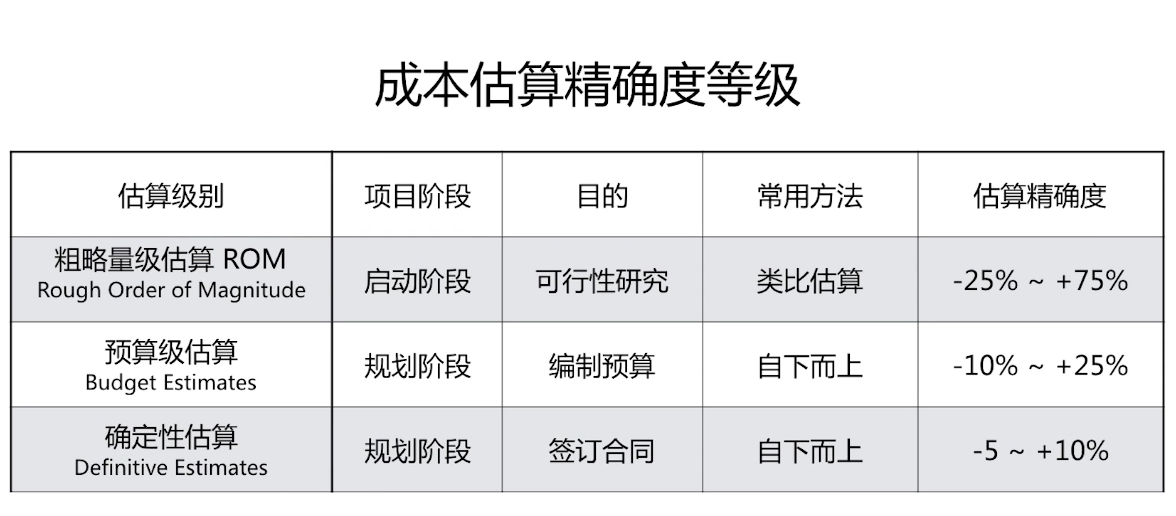 成本估算精确度等级
估算级别 项目阶段 目的 常用方法 估算精确度
粗略量级估算 ROM
Rough Order of Magnitude 启动阶段 可行性研究 类比估算 -25% ~ +75%
预算级估算
Budget Estimates 规划阶段 编制预算 自下而上 -10% ~ +25%
确定性估算
Definitive Estimates 规划阶段 签订合同 自下而上 -5 ~ +10%